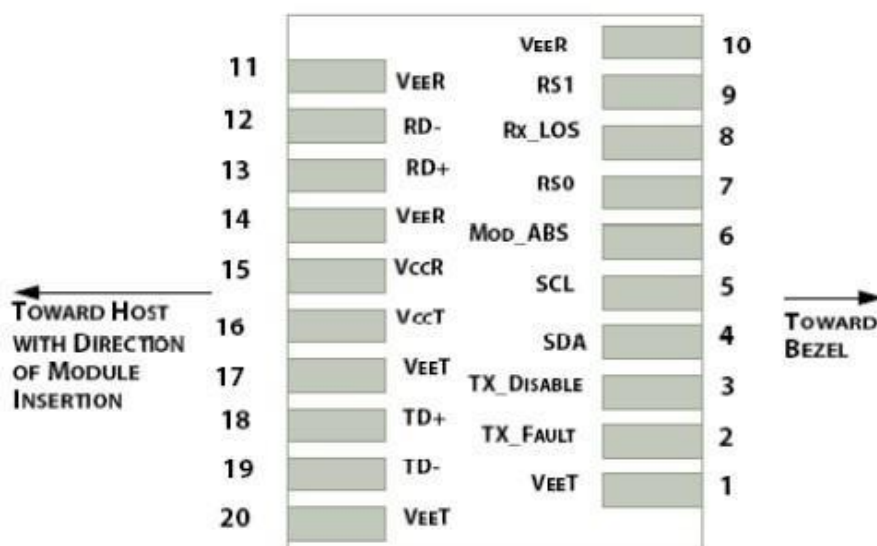 VEER 10
11 VEER
RS1 9
12 RD-
Rx_LOS 8
13 RD+
RS0 7
14 VEER
MOD_ABS 6
15 VCCR
SCL 5
16 VCCT
SDA 4
17 VEET
TX_DISABLE 3
18 TD+
TX_FAULT 2
19 TD-
VEET 1
20 VEET
TOWARD HOST
WITH DIRECTION
OF MODULE
INSERTION
TOWARD
BEZEL